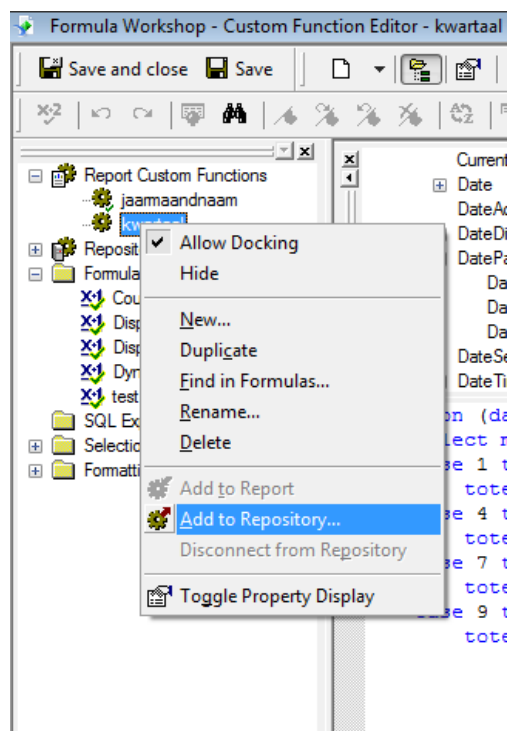 Formula Workshop - Custom Function Editor - kwartaal
Save and close Save
Report Custom Functions
jaarmaandnaam
kwartaal
Reposit
Formula
Cou
Disp
Disp
Dyn
test
SQL Ex
Selectio
Formatti
Allow Docking
Hide
New...
Duplicate
Find in Formulas...
Rename...
Delete
Add to Report
Add to Repository...
Disconnect from Repository
Toggle Property Display
Current
Date
DateAd
DateDi
DatePa
Da
Da
Da
DateSe
DateTi
on (da
lect m
se 1 t
tote
se 4 t
tote
se 7 t
tote
se 9 t
tote